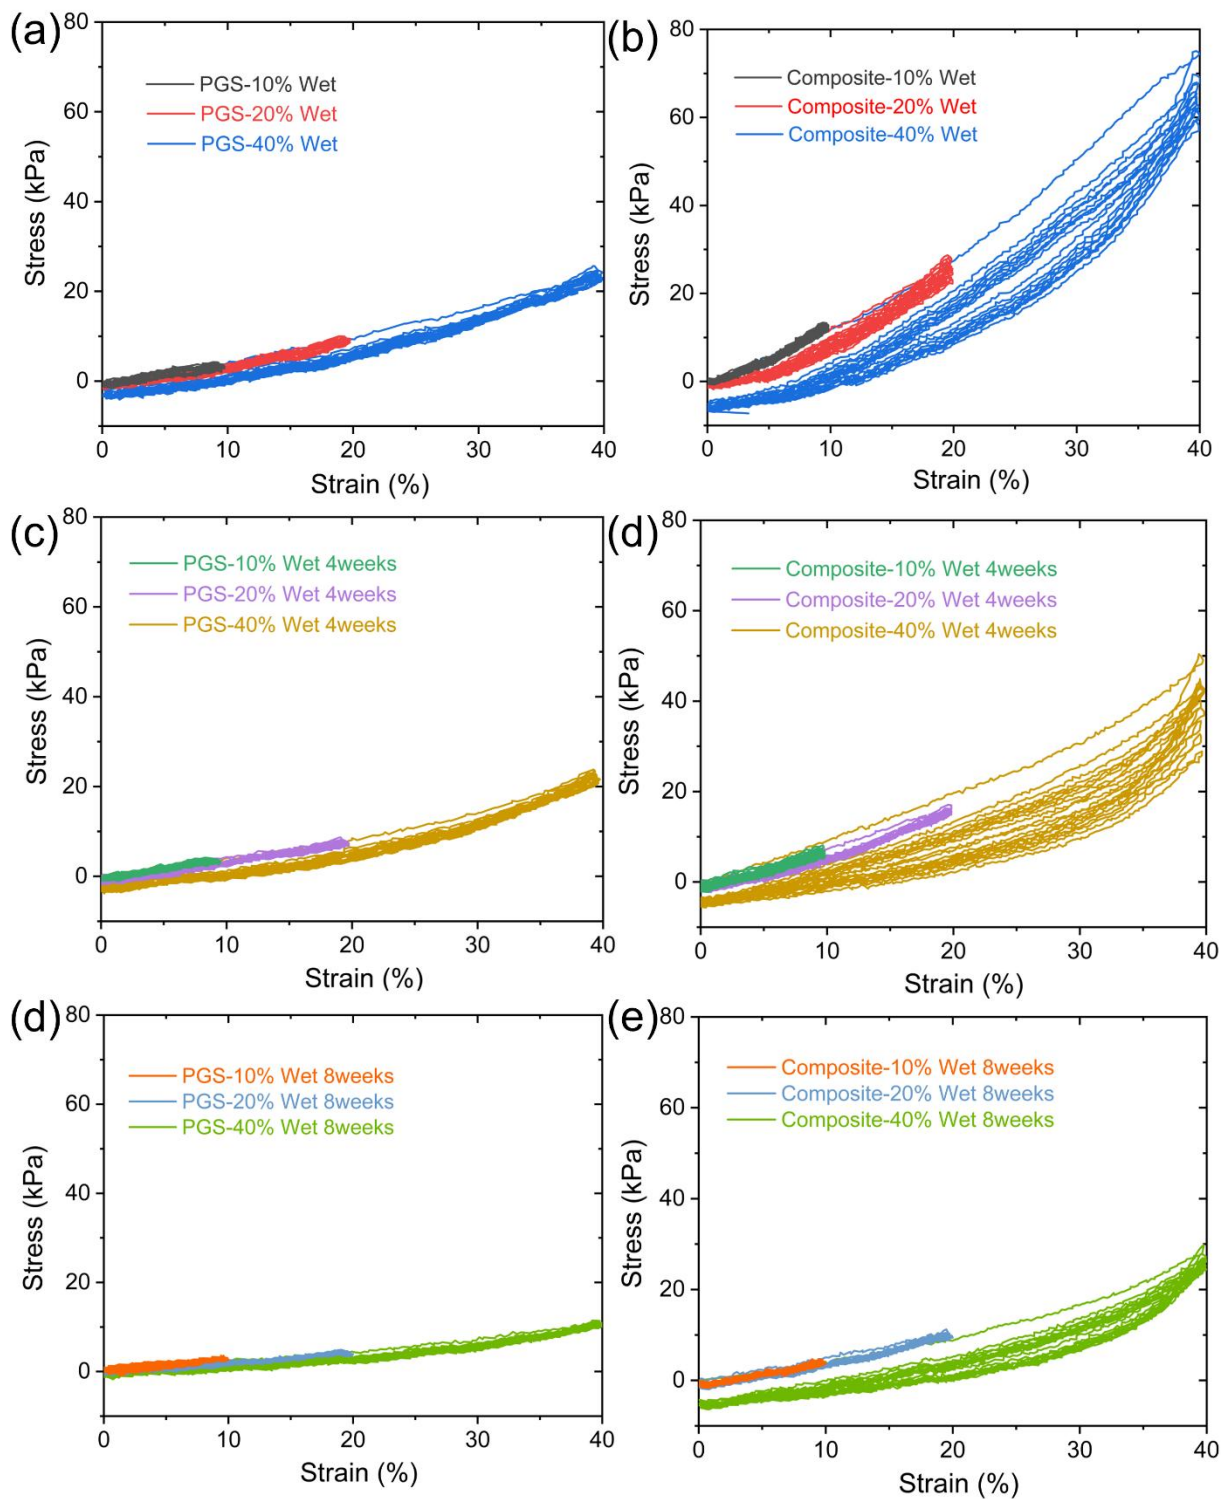 (a)
80
60
40
20
0
Stress (kPa)
PGS-10% Wet
PGS-20% Wet
PGS-40% Wet
0 10 20 30 40
Strain (%)
(b)
80
60
40
20
0
Stress (kPa)
Composite-10% Wet
Composite-20% Wet
Composite-40% Wet
0 10 20 30 40
Strain (%)
(c)
80
60
40
20
0
Stress (kPa)
PGS-10% Wet 4weeks
PGS-20% Wet 4weeks
PGS-40% Wet 4weeks
0 10 20 30 40
Strain (%)
(d)
80
60
40
20
0
Stress (kPa)
Composite-10% Wet 4weeks
Composite-20% Wet 4weeks
Composite-40% Wet 4weeks
0 10 20 30 40
Strain (%)
(d)
80
60
40
20
0
Stress (kPa)
PGS-10% Wet 8weeks
PGS-20% Wet 8weeks
PGS-40% Wet 8weeks
0 10 20 30 40
Strain (%)
(e)
80
60
40
20
0
Stress (kPa)
Composite-10% Wet 8weeks
Composite-20% Wet 8weeks
Composite-40% Wet 8weeks
0 10 20 30 40
Strain (%)